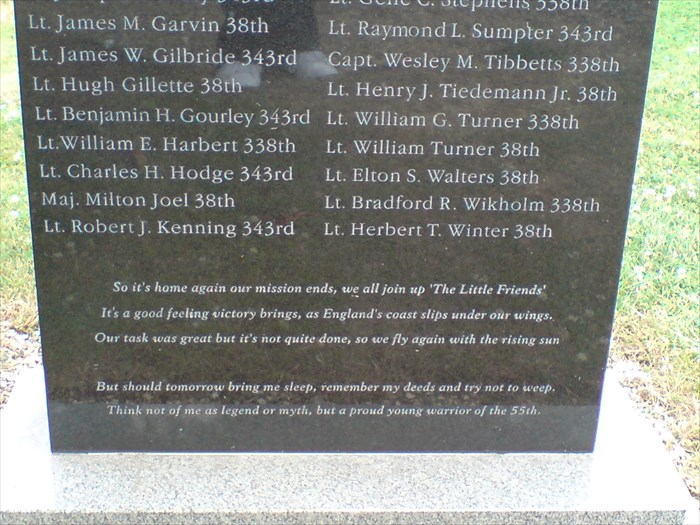 Lt. Gene C. Stephens 338th
Lt. James M. Garvin 38th
Lt. James W. Gilbride 343rd
Lt. Hugh Gillette 38th
Lt. Benjamin H. Gourley 343rd
Lt.William E. Harbert 338th
Lt. Charles H. Hodge 343rd
Maj. Milton Joel 38th
Lt. Robert J. Kenning 343rd
Lt. Raymond L. Sumpter 343rd
Capt. Wesley M. Tibbetts 338th
Lt. Henry J. Tiedemann Jr. 38th
Lt. William G. Turner 338th
Lt. William Turner 38th
Lt. Elton S. Walters 38th
Lt. Bradford R. Wikholm 338th
Lt. Herbert T. Winter 38th
So it's home again our mission ends, we all join up 'The Little Friends'
It's a good feeling victory brings, as England's coast slips under our wings.
Our task was great but it's not quite done, so we fly again with the rising sun
But should tomorrow bring me sleep, remember my deeds and try not to weep.
Think not of me as legend or myth, but a proud young warrior of the 55th.